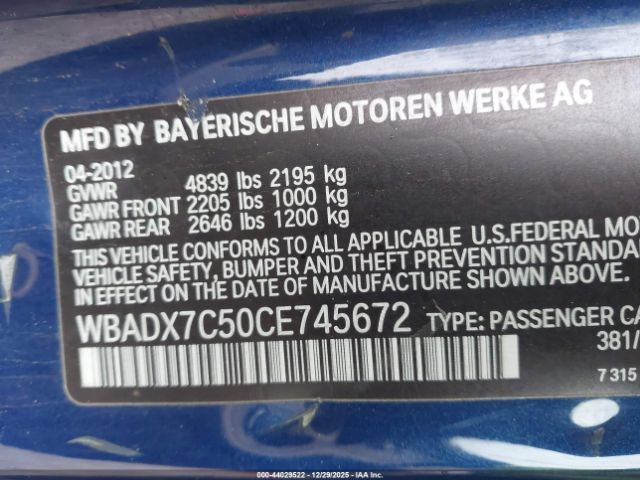 MFD BY BAYERISCHE MOTOREN WERKE AG
04-2012
GVWR 4839 lbs 2195 kg
GAWR FRONT 2205 lbs 1000 kg
GAWR REAR 2646 lbs 1200 kg
THIS VEHICLE CONFORMS TO ALL APPLICABLE U.S.FEDERAL MO
VEHICLE SAFETY, BUMPER AND THEFT PREVENTION STANDA
IN EFFECT ON THE DATE OF MANUFACTURE SHOWN ABOVE.
WBADX7C50CE745672 TYPE: PASSENGER CA
381/
7 315
000-44029522 - 12/29/2025 - IAA Inc.